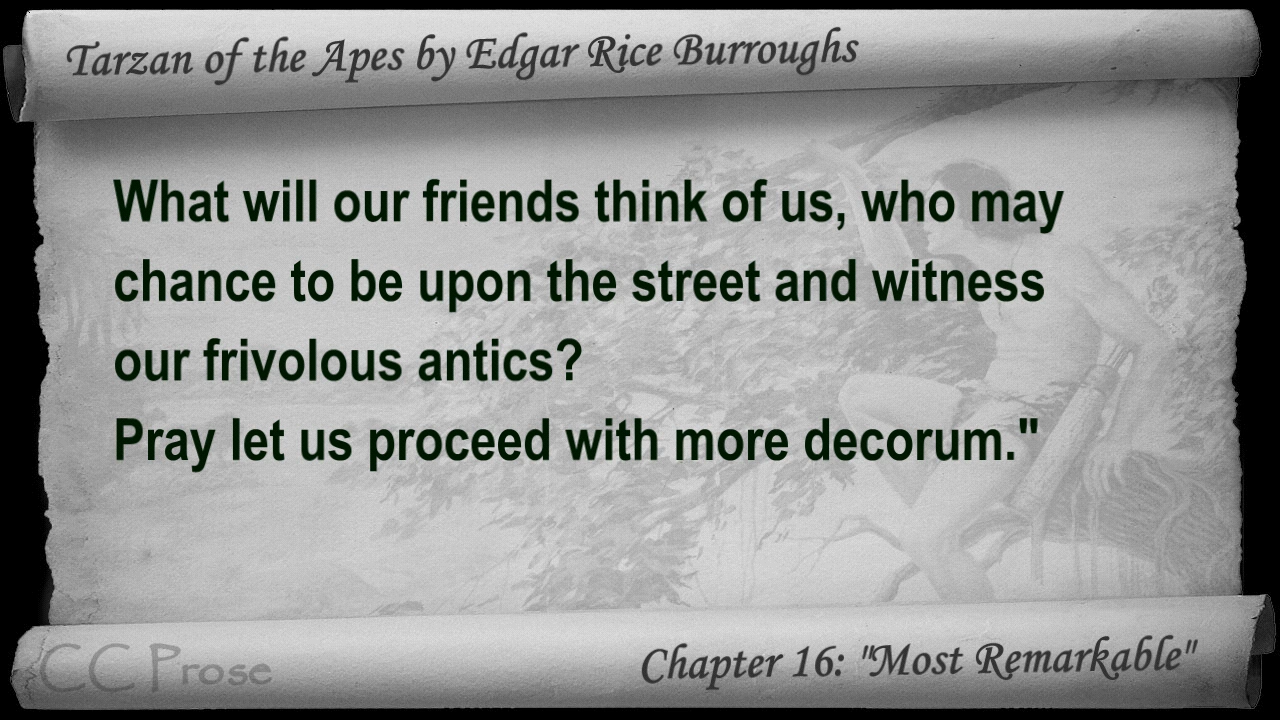 Tarzan of the Apes by Edgar Rice Burroughs
What will our friends think of us, who may
chance to be upon the street and witness
our frivolous antics?
Pray let us proceed with more decorum."
CC Prose
Chapter 16: "Most Remarkable"